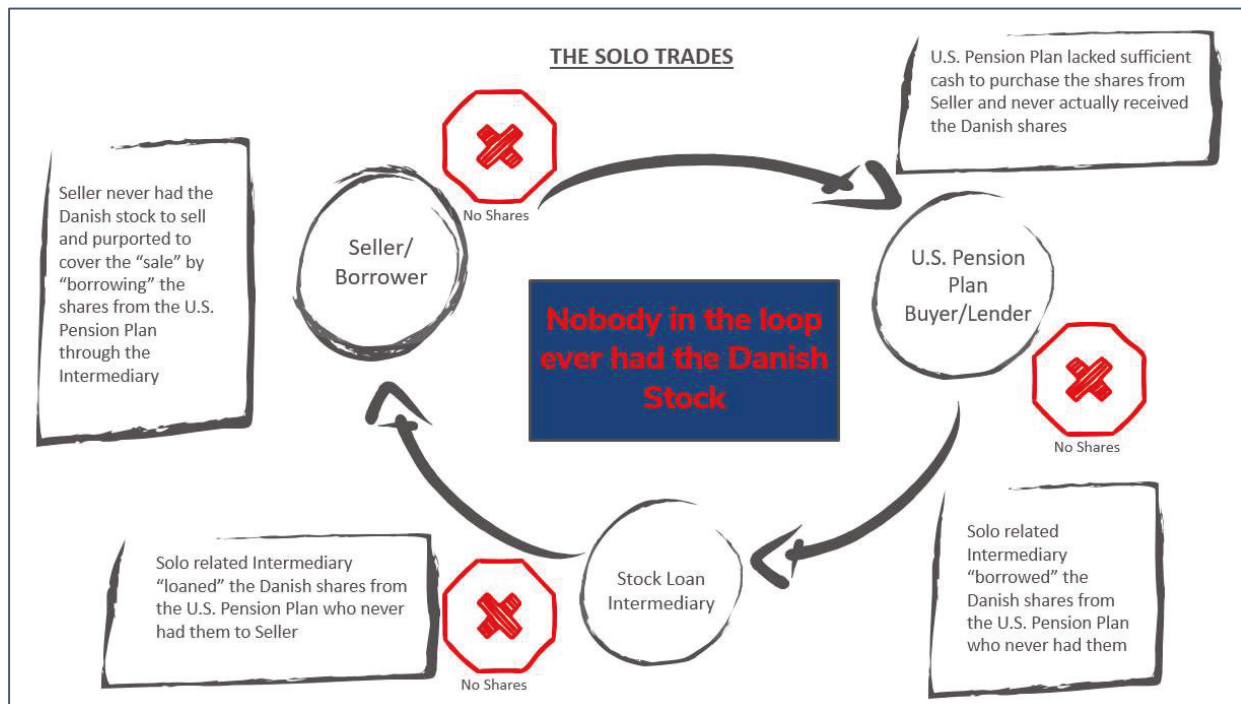 THE SOLO TRADES
U.S. Pension Plan lacked sufficient
cash to purchase the shares from
Seller and never actually received
the Danish shares
Seller never had the
Danish stock to sell
and purported to
cover the “sale” by
“borrowing” the
shares from the U.S.
Pension Plan
through the
Intermediary
Seller/
Borrower
No Shares
U.S. Pension
Plan
Buyer/Lender
No Shares
Nobody in the loop
ever had the Danish
Stock
Solo related Intermediary
“loaned” the Danish shares from
the U.S. Pension Plan who never
had them to Seller
No Shares
Stock Loan
Intermediary
Solo related
Intermediary
“borrowed” the
Danish shares from
the U.S. Pension Plan
who never had them